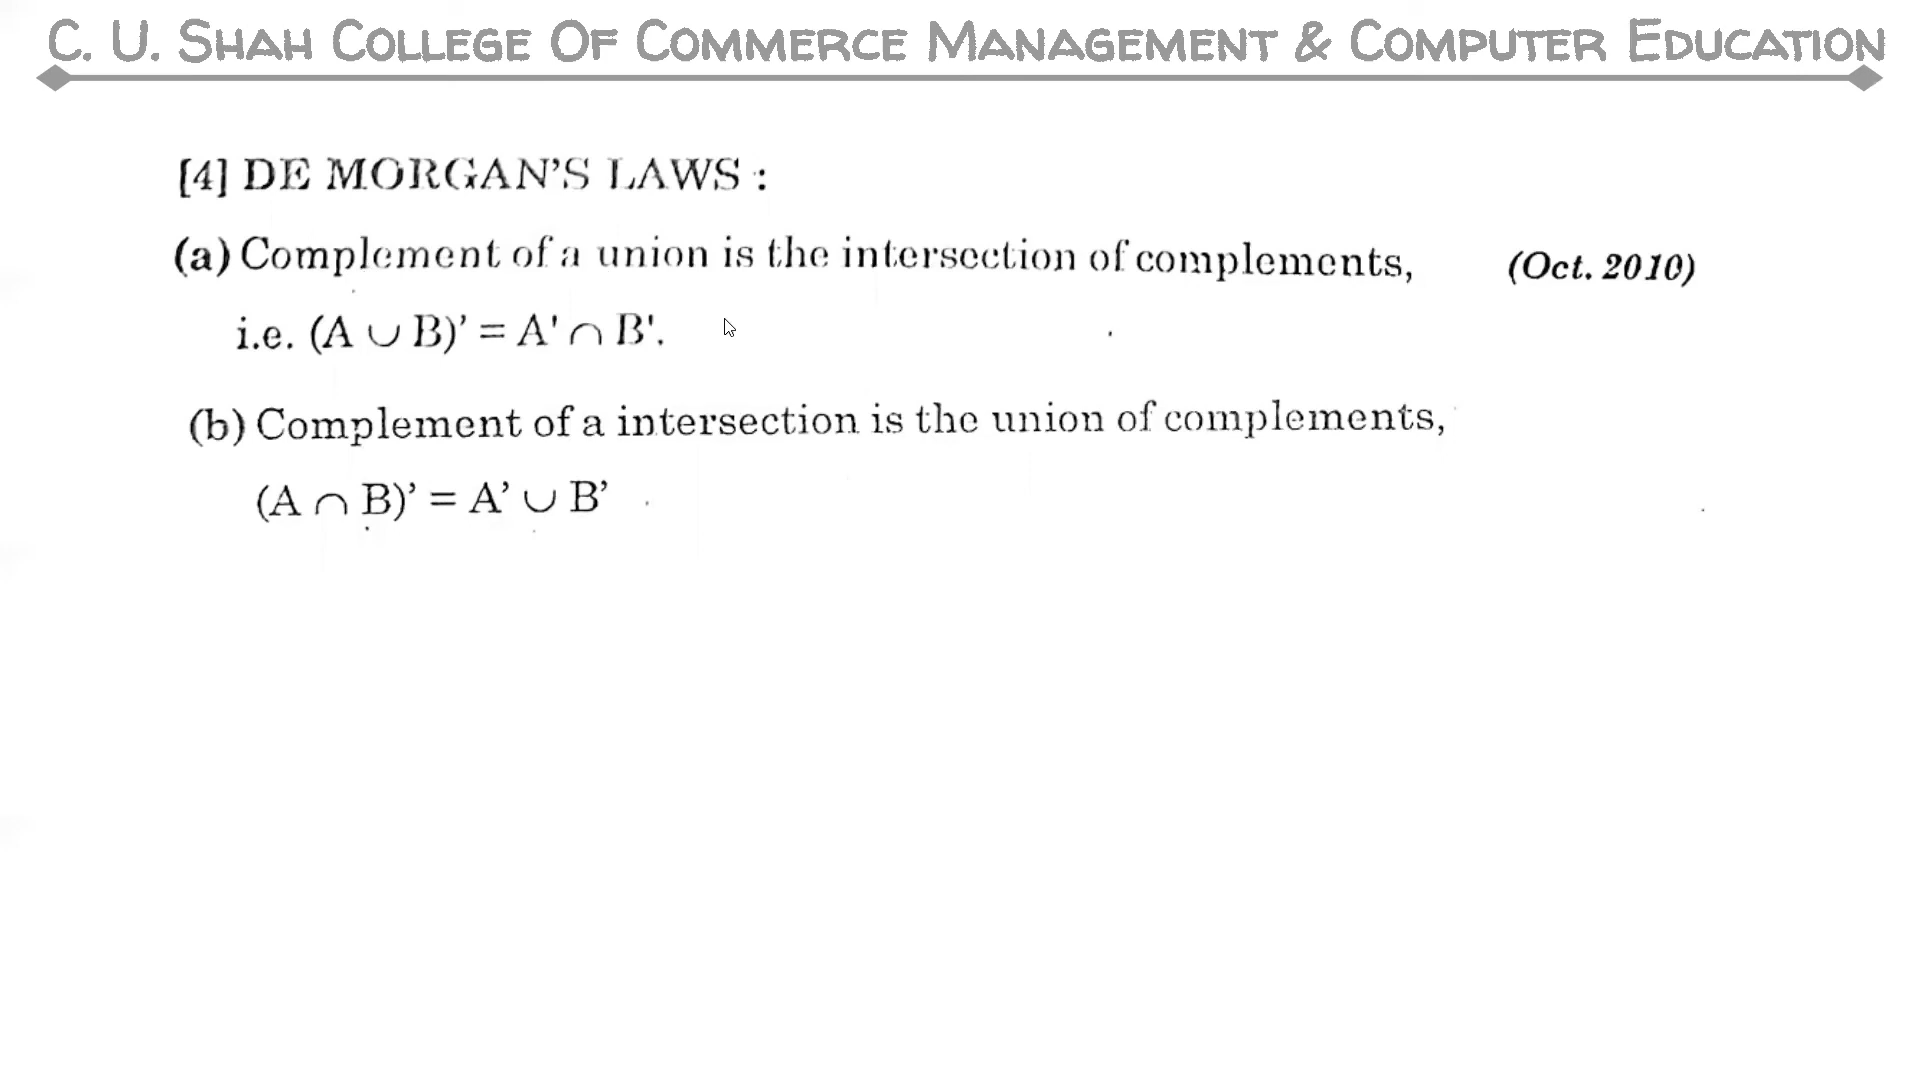 C. U. SHAH COLLEGE OF COMMERCE MANAGEMENT & COMPUTER EDUCATION
[4] DE MORGAN'S LAWS :
(a) Complement of a union is the intersection of complements, (Oct. 2010)
i.e. (A ∪ B)’ = A' ∩ B'.
(b) Complement of a intersection is the union of complements,
(A ∩ B)’ = A’ ∪ B’